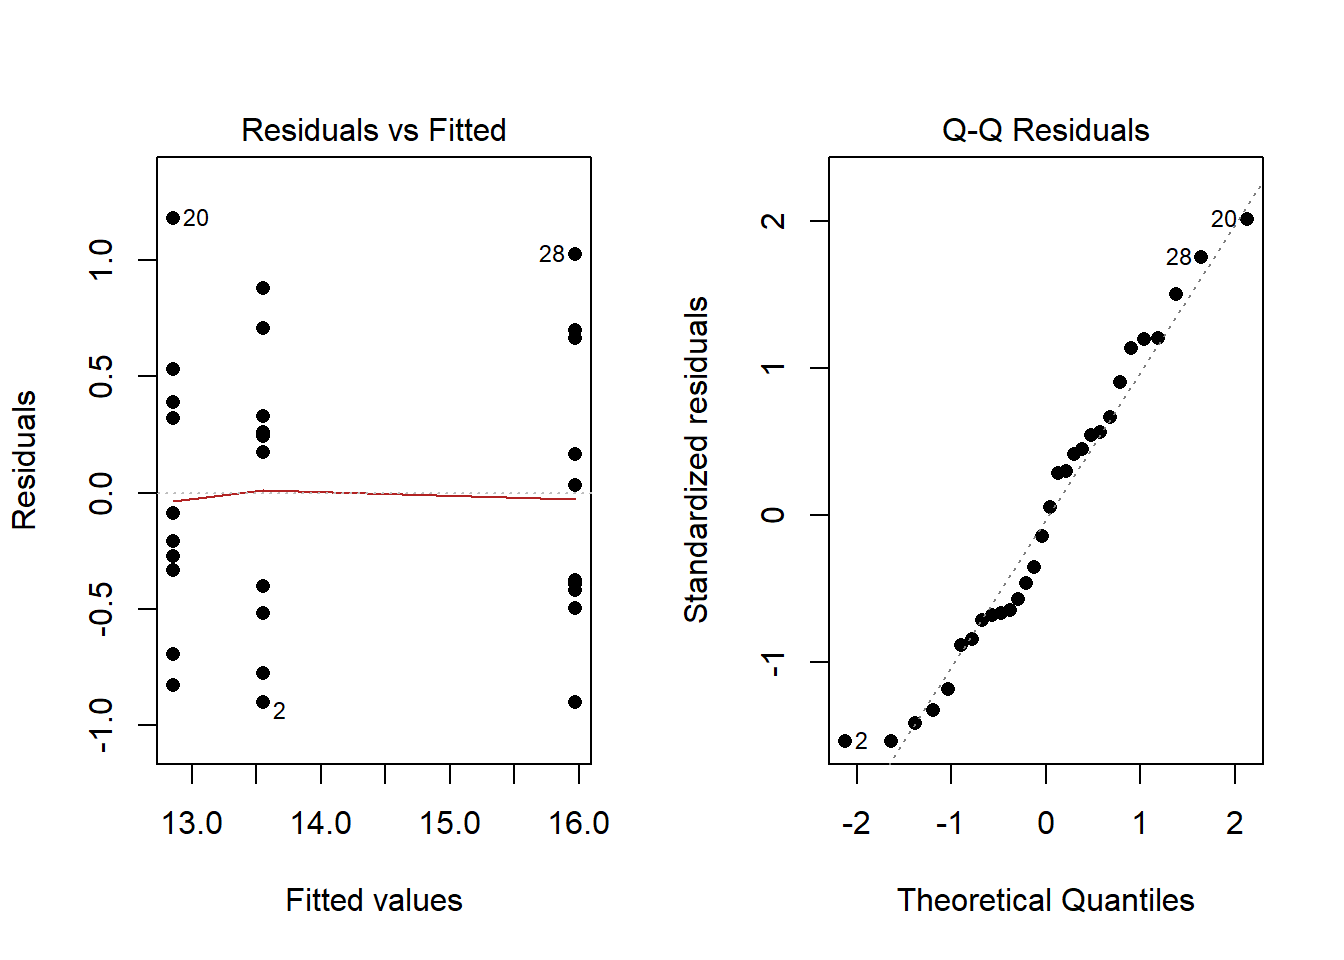 Residuals vs Fitted
Residuals
1.0
0.5
0.0
-0.5
-1.0
20
28
2
13.0 14.0 15.0 16.0
Fitted values
Q-Q Residuals
Standardized residuals
2
1
0
-1
20
28
2
-2 -1 0 1 2
Theoretical Quantiles